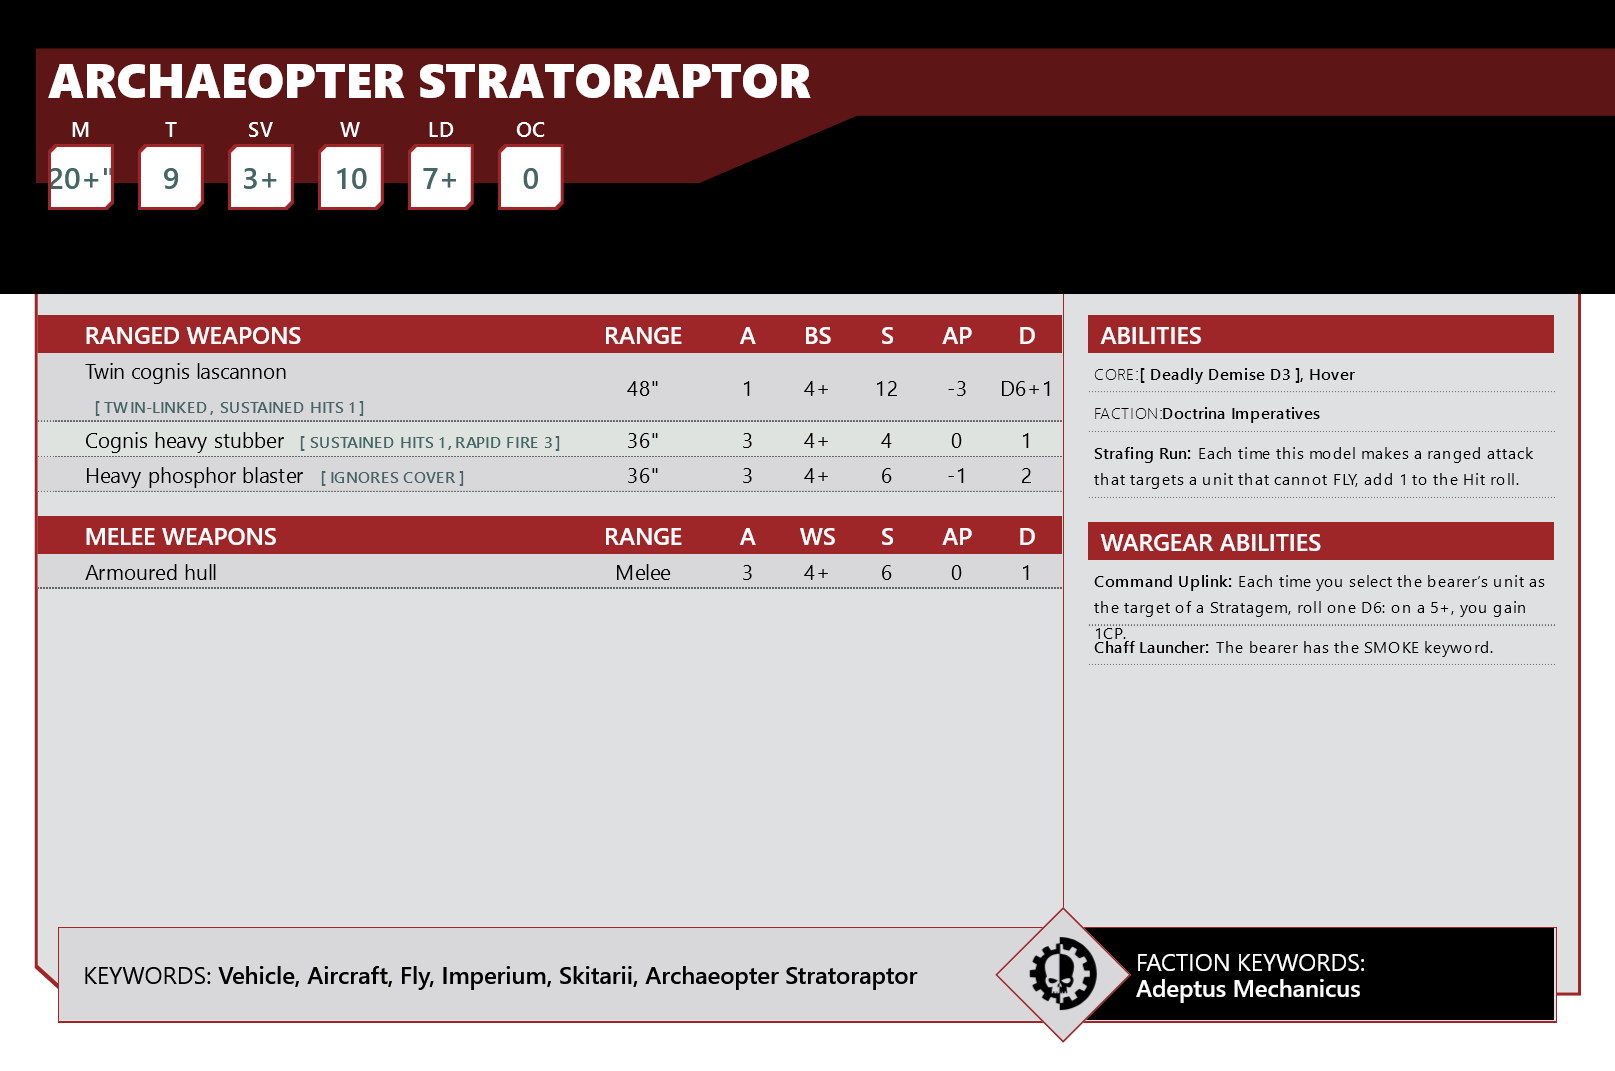 ARCHAEOPTER STRATORAPTOR
M T SV W LD OC
20+" 9 3+ 10 7+ 0
RANGED WEAPONS RANGE A BS S AP D
Twin cognis lascannon 48" 1 4+ 12 -3 D6+1
[ TWIN-LINKED, SUSTAINED HITS 1 ]
Cognis heavy stubber [ SUSTAINED HITS 1, RAPID FIRE 3 ] 36" 3 4+ 4 0 1
Heavy phosphor blaster [ IGNORES COVER ] 36" 3 4+ 6 -1 2
MELEE WEAPONS RANGE A WS S AP D
Armoured hull Melee 3 4+ 6 0 1
ABILITIES
CORE:[ Deadly Demise D3 ], Hover
FACTION:Doctrina Imperatives
Strafing Run: Each time this model makes a ranged attack
that targets a unit that cannot FLY, add 1 to the Hit roll.
WARGEAR ABILITIES
Command Uplink: Each time you select the bearer’s unit as
the target of a Stratagem, roll one D6: on a 5+, you gain
1CP.
Chaff Launcher: The bearer has the SMOKE keyword.
KEYWORDS: Vehicle, Aircraft, Fly, Imperium, Skitarii, Archaeopter Stratoraptor
FACTION KEYWORDS:
Adeptus Mechanicus